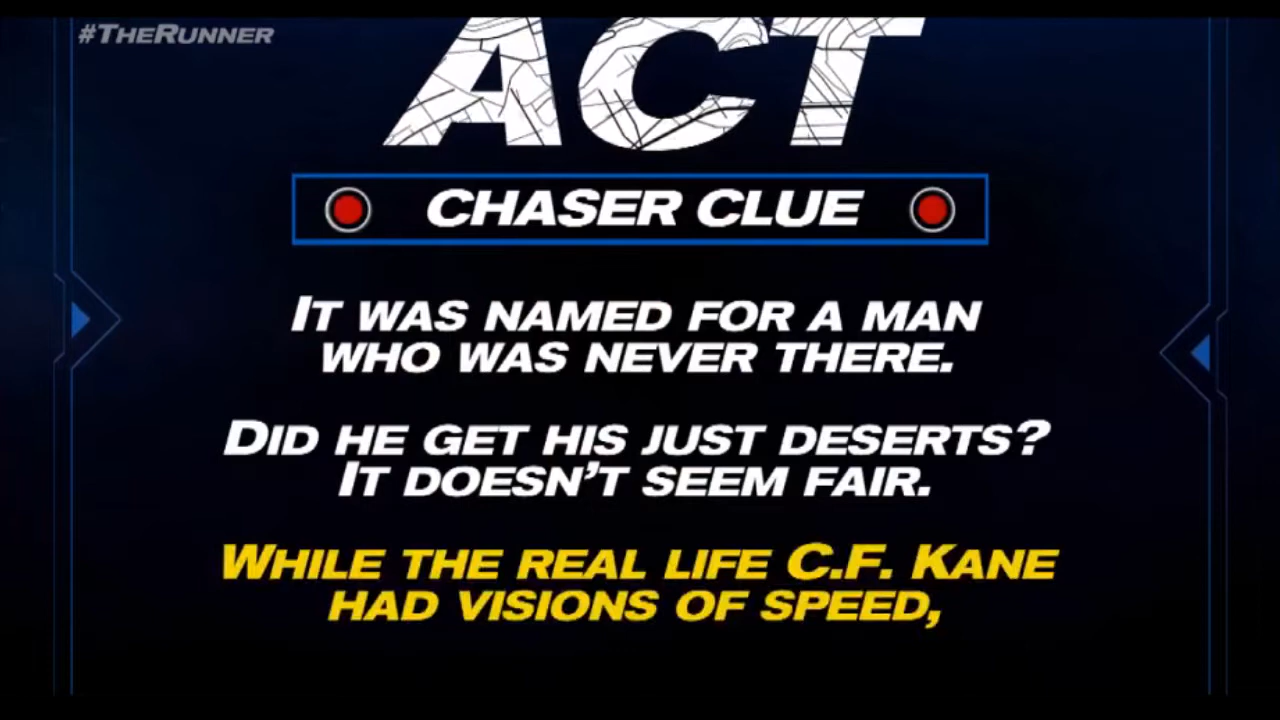 #TheRunner
ACT
CHASER CLUE
It was named for a man
who was never there.
Did he get his just deserts?
It doesn't seem fair.
While the real life C.F. Kane
had visions of speed,